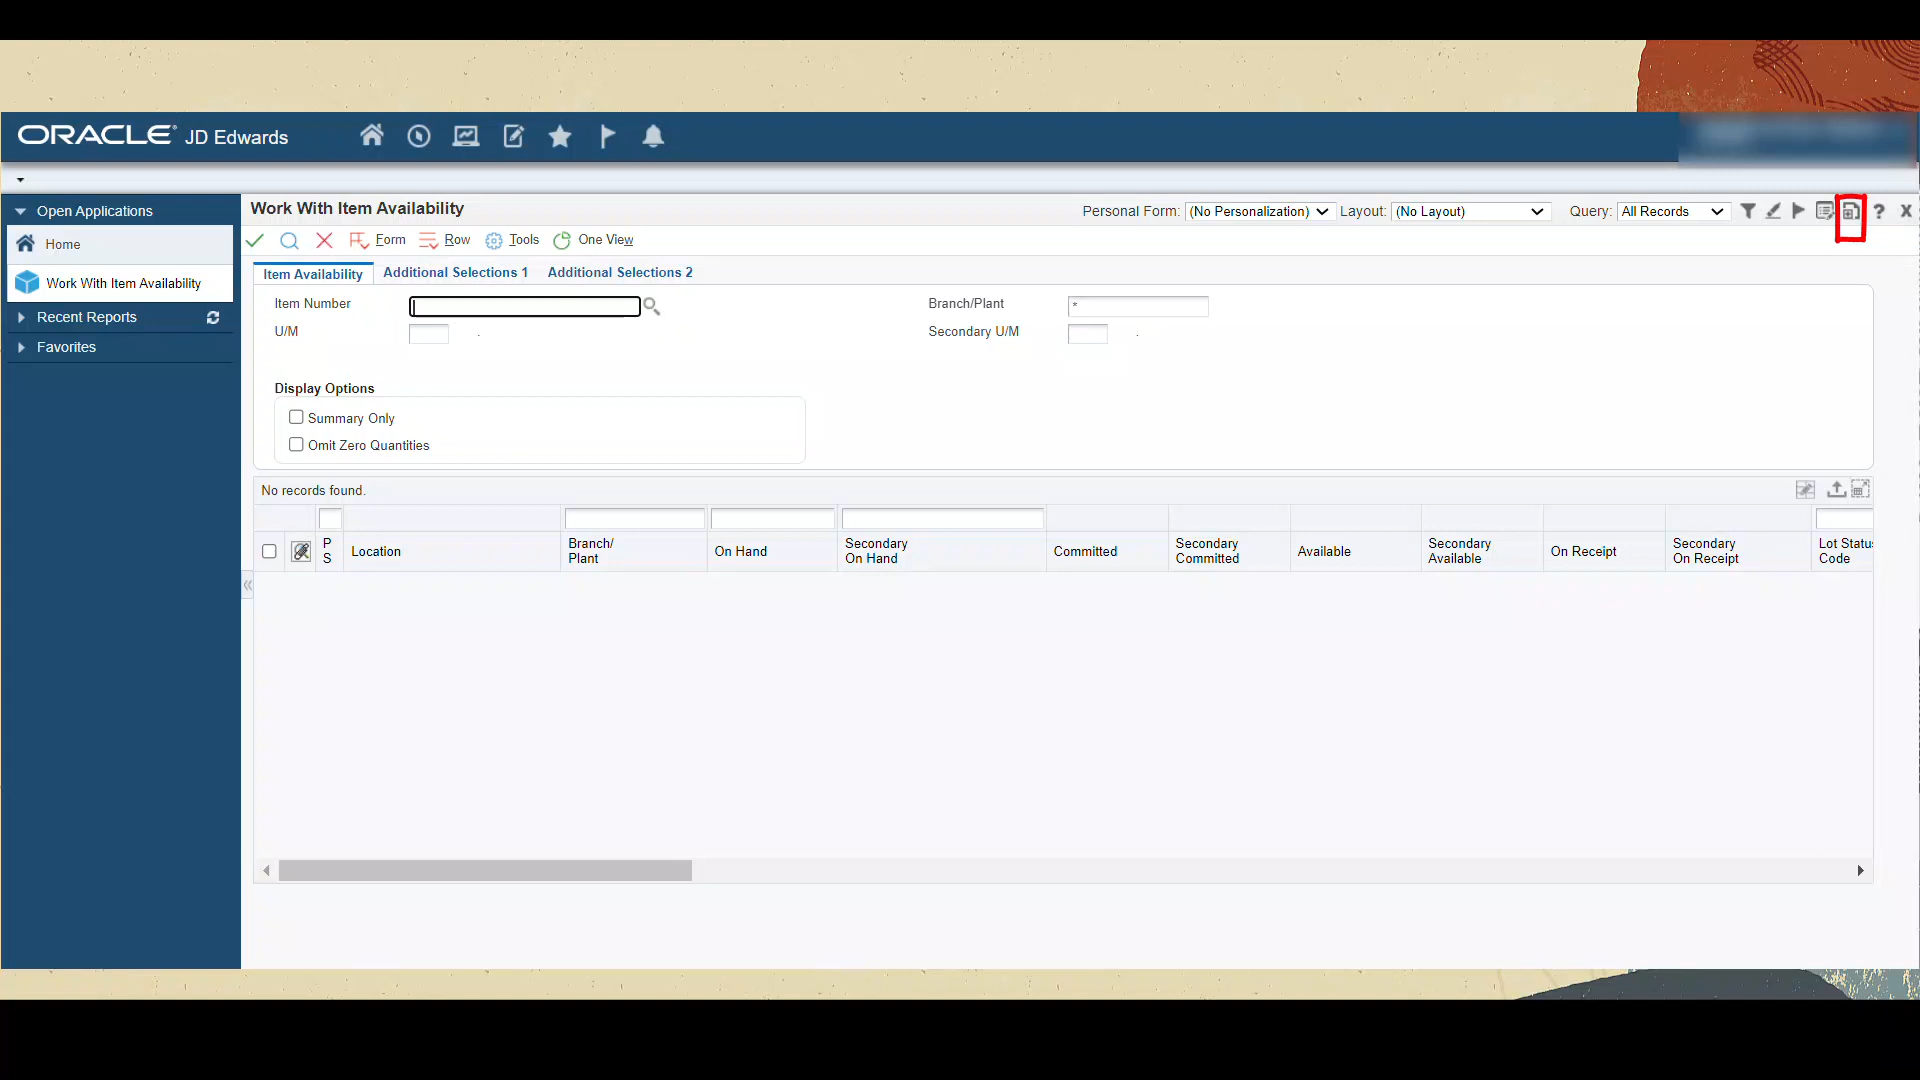 ORACLE® JD Edwards
Open Applications
Home
Work With Item Availability
Recent Reports
Favorites
Work With Item Availability
Personal Form: (No Personalization) Layout: (No Layout) Query: All Records ? X
Form Row Tools One View
Item Availability Additional Selections 1 Additional Selections 2
Item Number Branch/Plant *
U/M . Secondary U/M .
Display Options
Summary Only
Omit Zero Quantities
No records found.
P S Location Branch/ Plant On Hand Secondary On Hand Committed Secondary Committed Available Secondary Available On Receipt Secondary On Receipt Lot Status Code